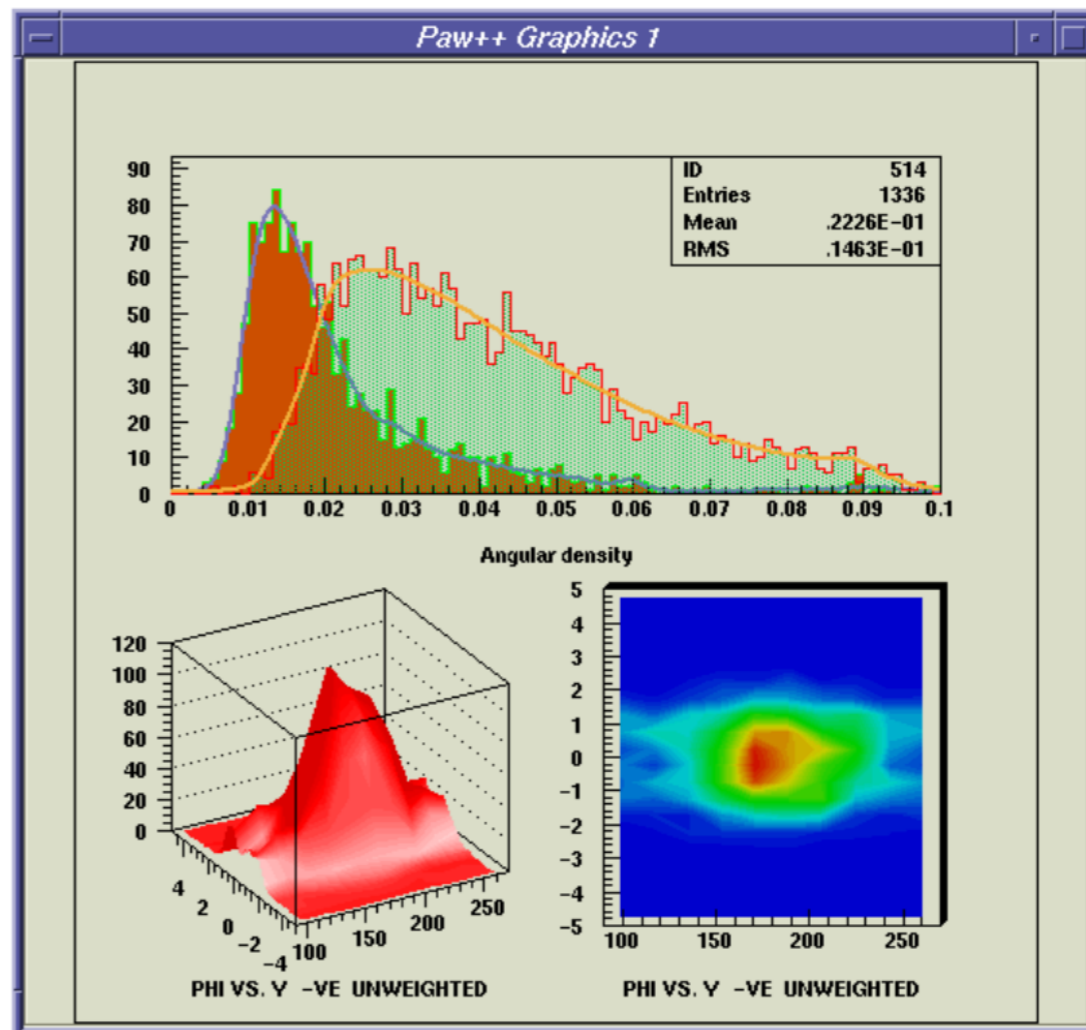 Paw++ Graphics 1
ID 514
Entries 1336
Mean .2226E-01
RMS .1463E-01
90
80
70
60
50
40
30
20
10
0
0 0.01 0.02 0.03 0.04 0.05 0.06 0.07 0.08 0.09 0.1
Angular density
120
100
80
60
40
20
0
4 2 0 -2 -4
100 150 200 250
PHI VS. Y -VE UNWEIGHTED
5
4
3
2
1
0
-1
-2
-3
-4
-5
100 150 200 250
PHI VS. Y -VE UNWEIGHTED